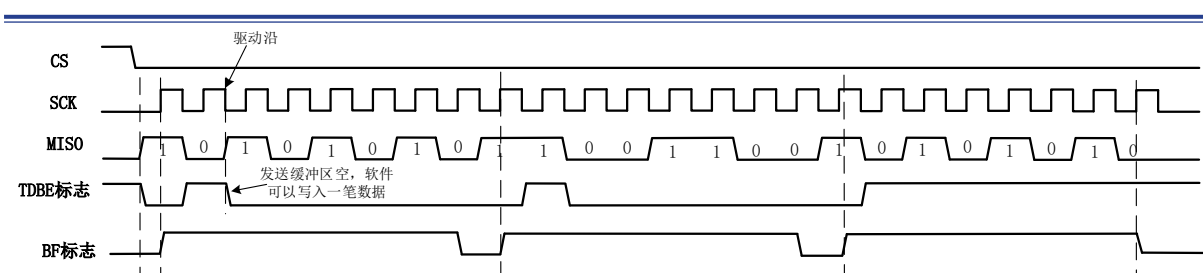 驱动沿
CS
SCK
MISO 1 0 1 0 1 0 1 0 1 1 0 0 1 1 0 0 1 0 1 0 1 0 1 0
发送缓冲区空，软件
可以写入一笔数据
TDBE标志
BF标志